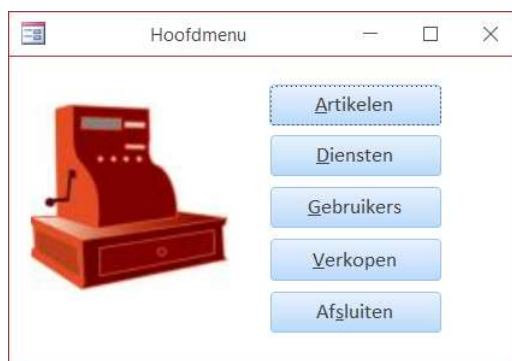 Hoofdmenu
Artikelen
Diensten
Gebruikers
Verkopen
Afsluiten